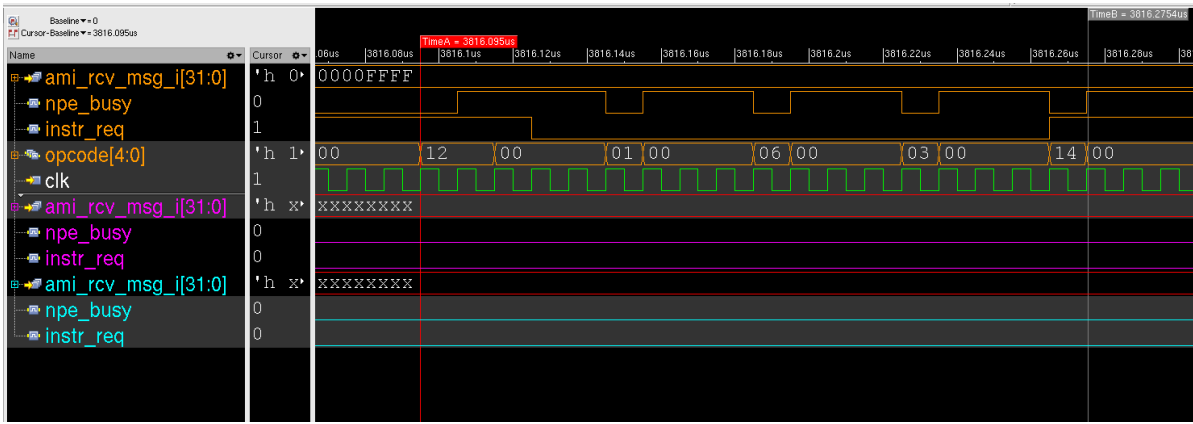 TimeB = 3816.2754us
Baseline▼=0
Cursor-Baseline▼=3816.095us
TimeA = 3816.095us
Name Cursor .06us 3816.08us 3816.1us 3816.12us 3816.14us 3816.16us 3816.18us 3816.2us 3816.22us 3816.24us 3816.26us 3816.28us 38
ami_rcv_msg_i[31:0] 'h 0 0000FFFF
npe_busy 0
instr_req 1
opcode[4:0] 'h 1 00 12 00 01 00 06 00 03 00 14 00
clk 1
ami_rcv_msg_i[31:0] 'h x XXXXXXXX
npe_busy 0
instr_req 0
ami_rcv_msg_i[31:0] 'h x XXXXXXXX
npe_busy 0
instr_req 0